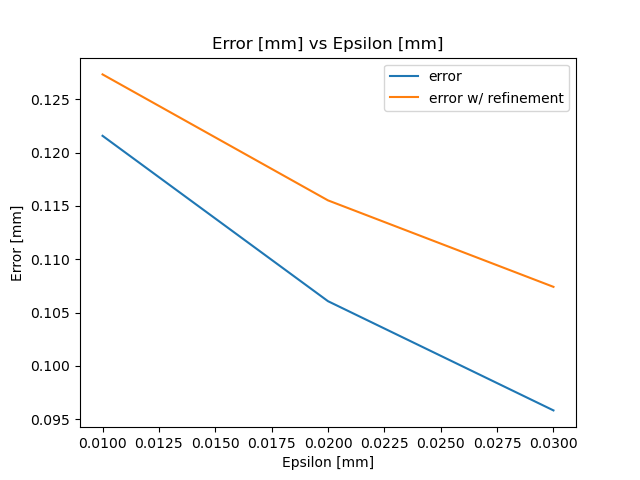 Error [mm] vs Epsilon [mm]
error
error w/ refinement
Error [mm]
0.125
0.120
0.115
0.110
0.105
0.100
0.095
0.0100 0.0125 0.0150 0.0175 0.0200 0.0225 0.0250 0.0275 0.0300
Epsilon [mm]